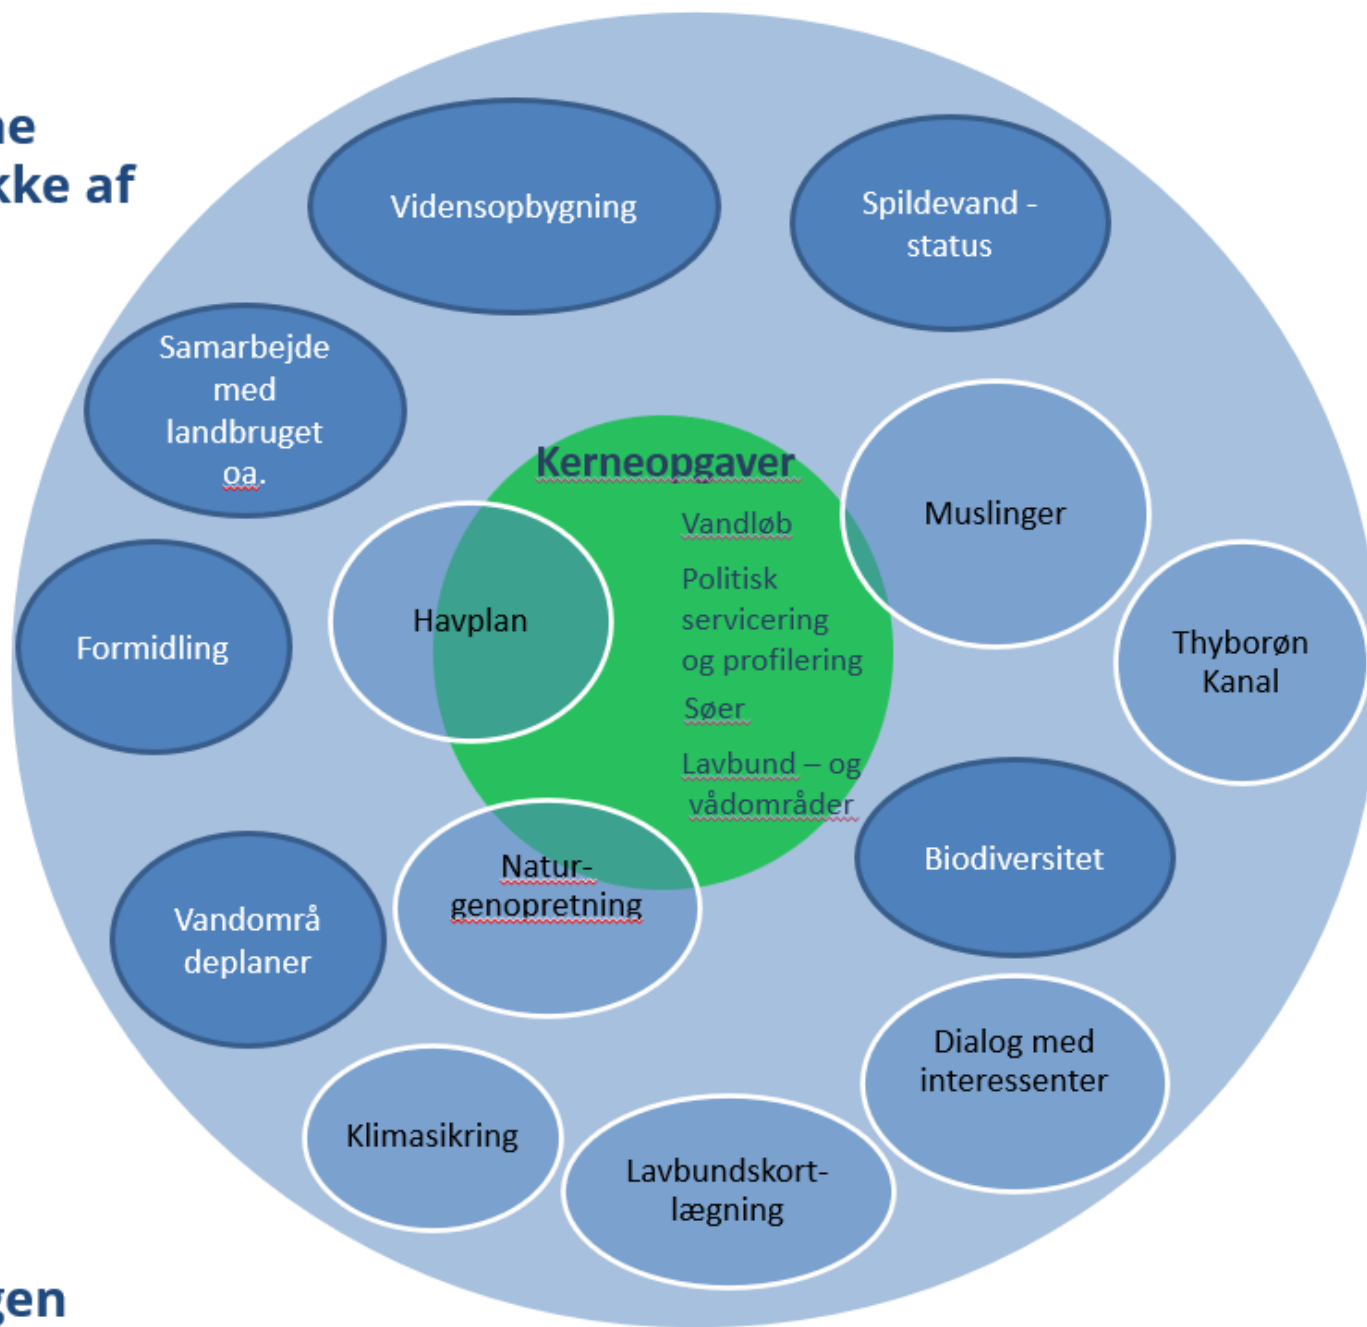 ne
kke af
Vidensopbygning
Spildevand -
status
Samarbejde
med
landbruget
oa.
Kerneopgaver
Vandløb
Politisk
servicering
og profilering
Søer
Lavbund – og
vådområder
Muslinger
Havplan
Formidling
Thyborøn
Kanal
Natur-
genopretning
Biodiversitet
Vandområ
deplaner
Dialog med
interessenter
Klimasikring
Lavbundskort-
lægning
gen